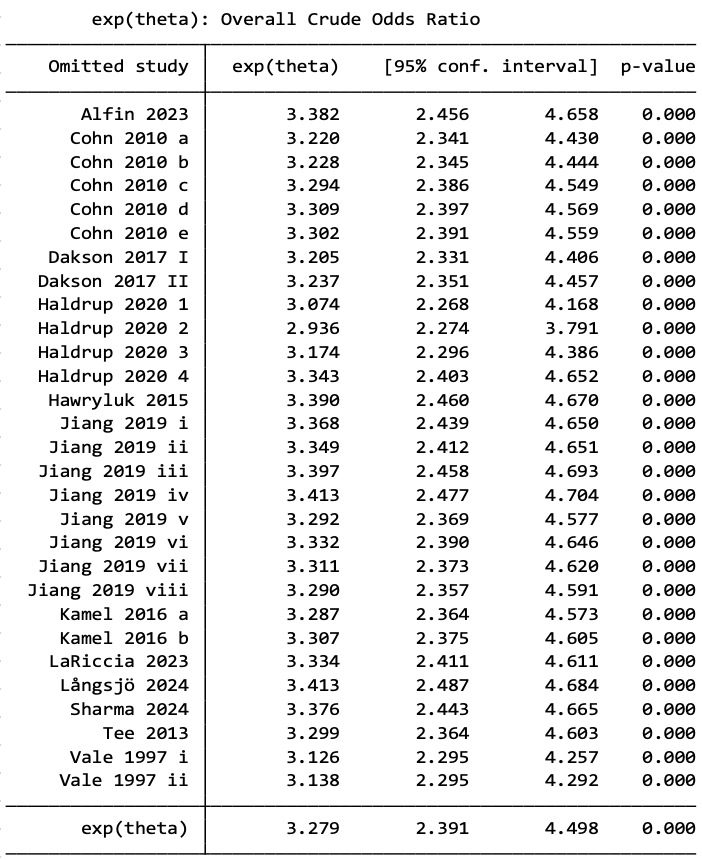 exp(theta): Overall Crude Odds Ratio
Omitted study exp(theta) [95% conf. interval] p-value
Alfin 2023 3.382 2.456 4.658 0.000
Cohn 2010 a 3.220 2.341 4.430 0.000
Cohn 2010 b 3.228 2.345 4.444 0.000
Cohn 2010 c 3.294 2.386 4.549 0.000
Cohn 2010 d 3.309 2.397 4.569 0.000
Cohn 2010 e 3.302 2.391 4.559 0.000
Dakson 2017 I 3.205 2.331 4.406 0.000
Dakson 2017 II 3.237 2.351 4.457 0.000
Haldrup 2020 1 3.074 2.268 4.168 0.000
Haldrup 2020 2 2.936 2.274 3.791 0.000
Haldrup 2020 3 3.174 2.296 4.386 0.000
Haldrup 2020 4 3.343 2.403 4.652 0.000
Hawryluk 2015 3.390 2.460 4.670 0.000
Jiang 2019 i 3.368 2.439 4.650 0.000
Jiang 2019 ii 3.349 2.412 4.651 0.000
Jiang 2019 iii 3.397 2.458 4.693 0.000
Jiang 2019 iv 3.413 2.477 4.704 0.000
Jiang 2019 v 3.292 2.369 4.577 0.000
Jiang 2019 vi 3.332 2.390 4.646 0.000
Jiang 2019 vii 3.311 2.373 4.620 0.000
Jiang 2019 viii 3.290 2.357 4.591 0.000
Kamel 2016 a 3.287 2.364 4.573 0.000
Kamel 2016 b 3.307 2.375 4.605 0.000
LaRiccia 2023 3.334 2.411 4.611 0.000
Långsjö 2024 3.413 2.487 4.684 0.000
Sharma 2024 3.376 2.443 4.665 0.000
Tee 2013 3.299 2.364 4.603 0.000
Vale 1997 i 3.126 2.295 4.257 0.000
Vale 1997 ii 3.138 2.295 4.292 0.000
exp(theta) 3.279 2.391 4.498 0.000